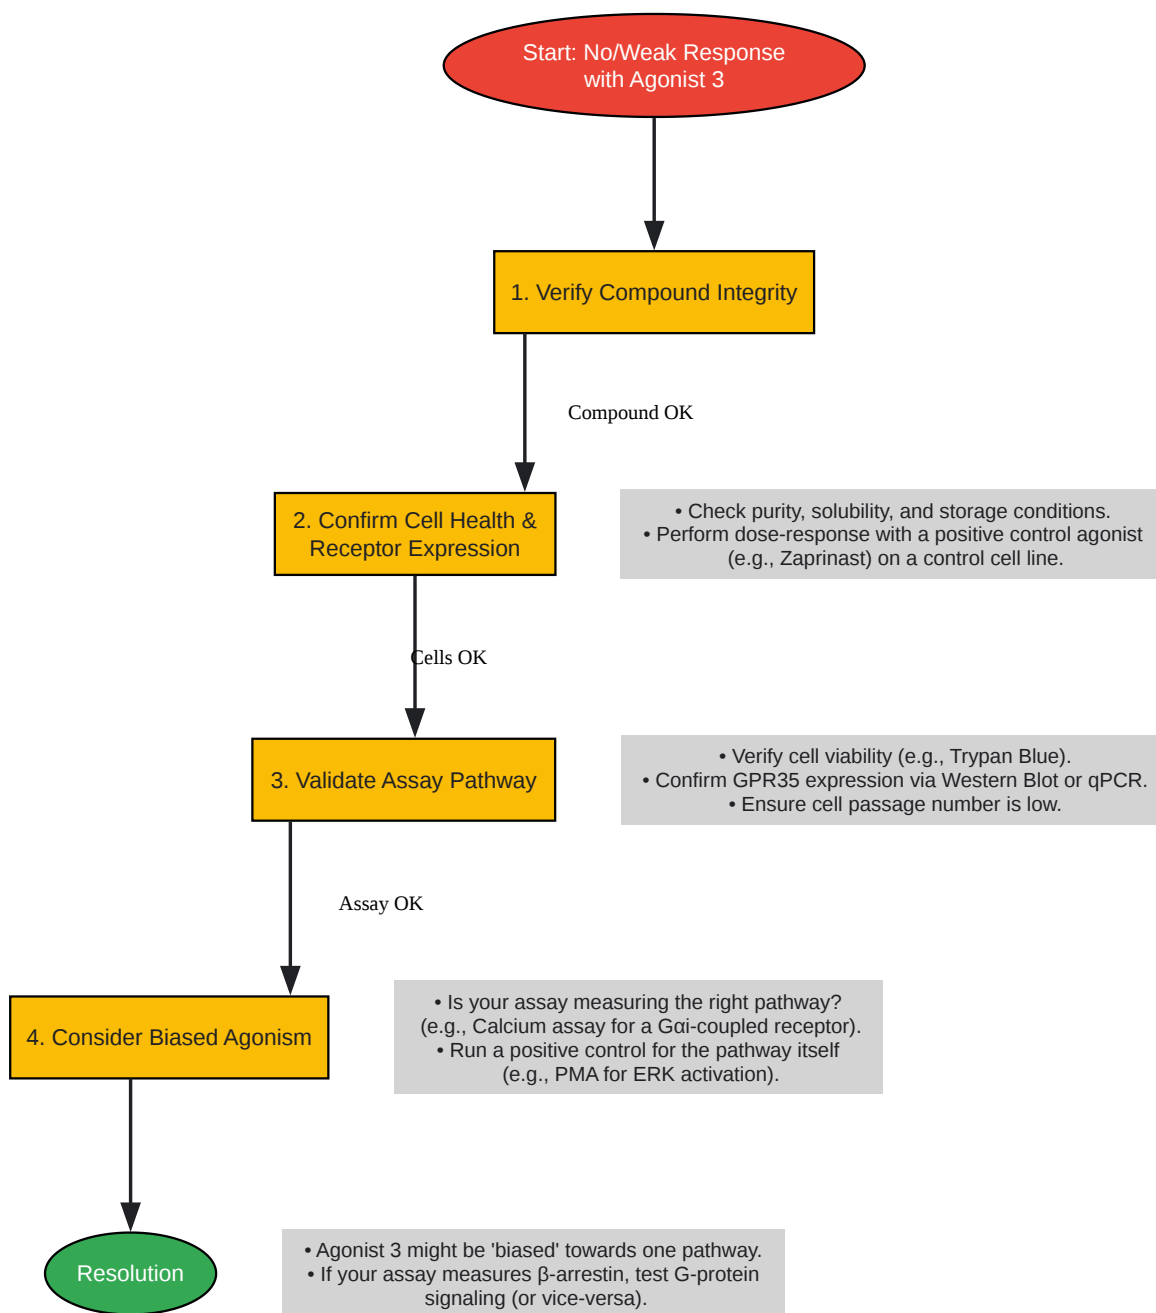 Start: No/Weak Response
with Agonist 3
1. Verify Compound Integrity
Compound OK
2. Confirm Cell Health &
Receptor Expression
• Check purity, solubility, and storage conditions.
• Perform dose-response with a positive control agonist
(e.g., Zaprinast) on a control cell line.
Cells OK
3. Validate Assay Pathway
• Verify cell viability (e.g., Trypan Blue).
• Confirm GPR35 expression via Western Blot or qPCR.
• Ensure cell passage number is low.
Assay OK
4. Consider Biased Agonism
• Is your assay measuring the right pathway?
(e.g., Calcium assay for a Gαi-coupled receptor).
• Run a positive control for the pathway itself
(e.g., PMA for ERK activation).
Resolution
• Agonist 3 might be 'biased' towards one pathway.
• If your assay measures β-arrestin, test G-protein
signaling (or vice-versa).